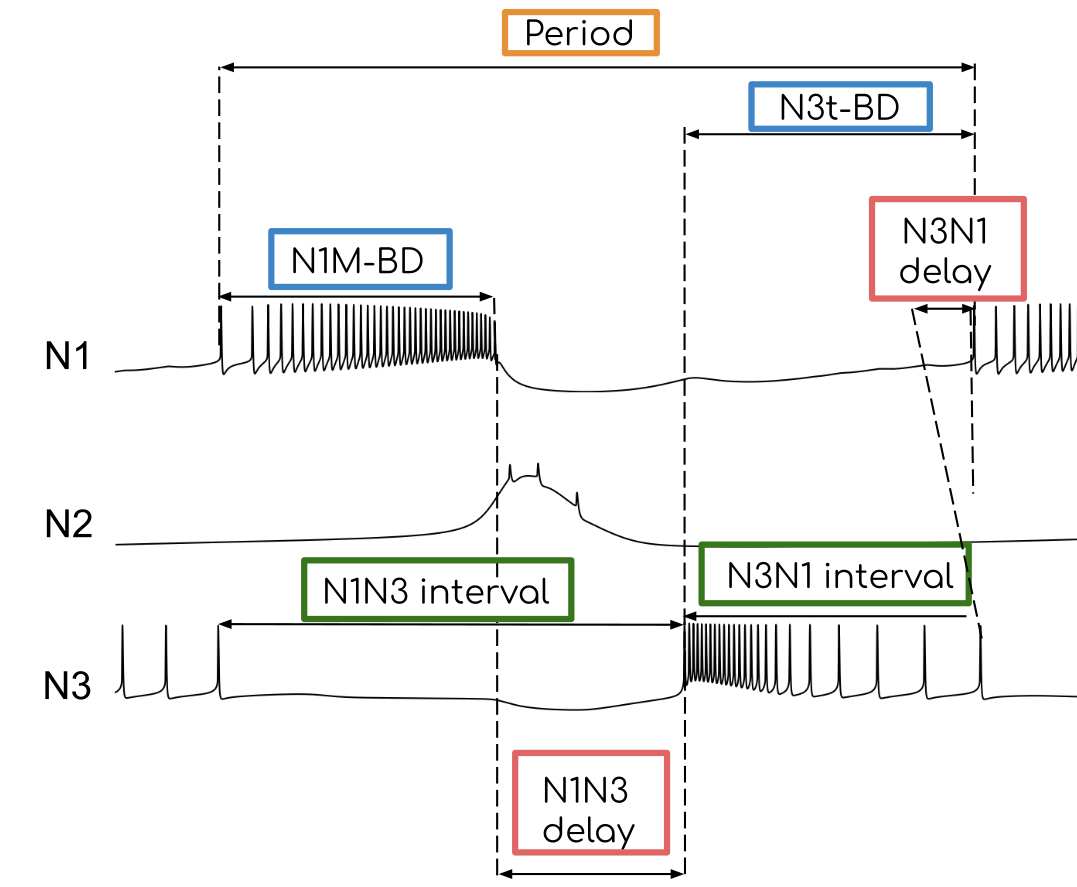 Period
N3t-BD
N3N1
delay
N1M-BD
N1
N2
N1N3 interval
N3N1 interval
N3
N1N3
delay